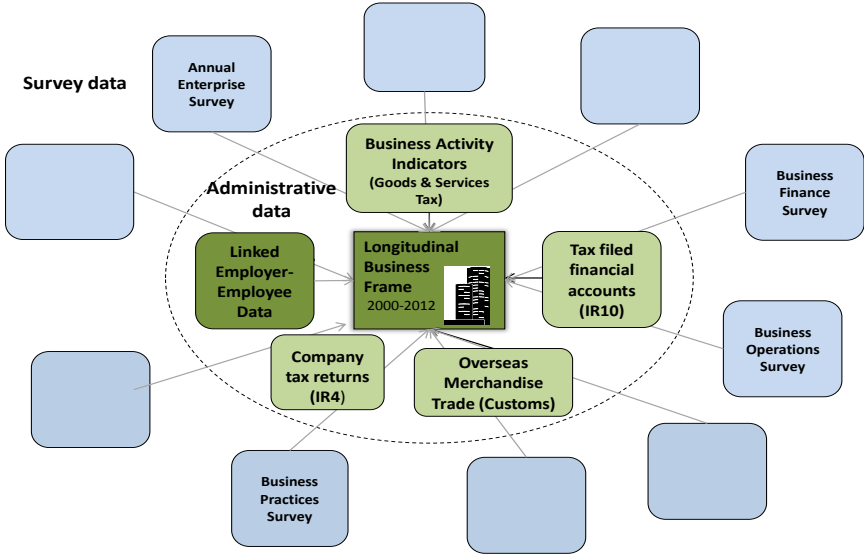 Survey data
Annual
Enterprise
Survey
Business Activity
Indicators
(Goods & Services
Tax)
Administrative
data
Business
Finance
Survey
Linked
Employer-
Employee
Data
Longitudinal
Business
Frame
2000-2012
Tax filed
financial
accounts
(IR10)
Business
Operations
Survey
Company
tax returns
(IR4)
Overseas
Merchandise
Trade (Customs)
Business
Practices
Survey